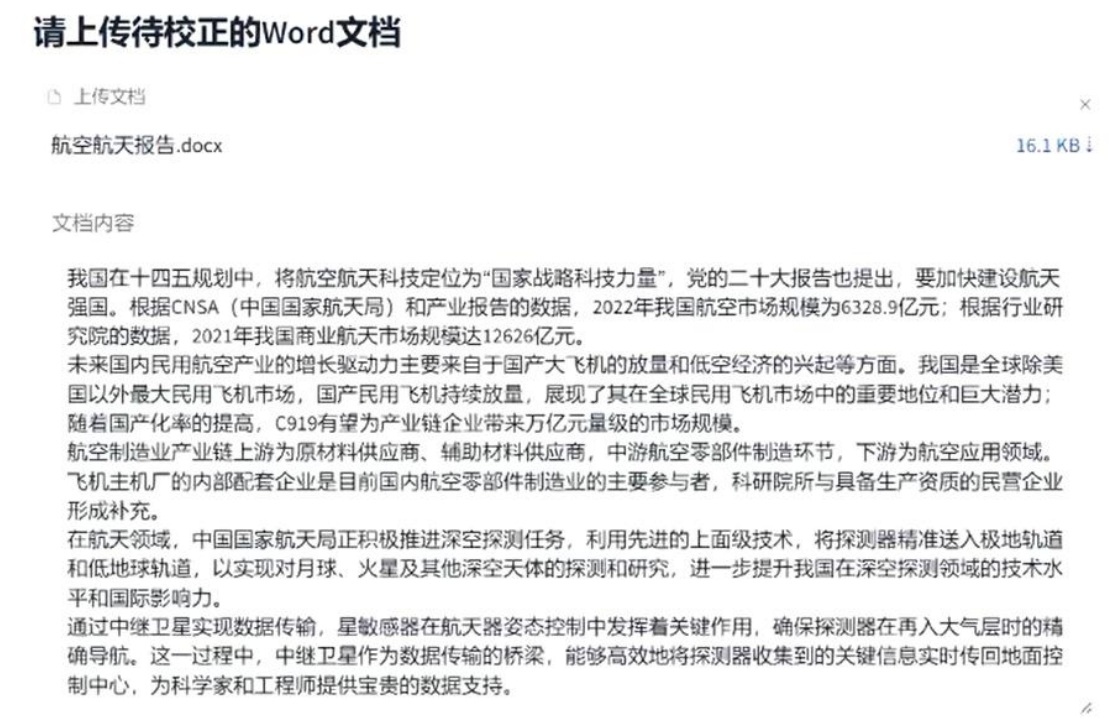 请上传待校正的Word文档
上传文档
×
航空航天报告.docx
16.1 KB↓
文档内容
我国在十四五规划中，将航空航天科技定位为“国家战略科技力量”，党的二十大报告也提出，要加快建设航天
强国。根据CNSA（中国国家航天局）和产业报告的数据，2022年我国航空市场规模为6328.9亿元；根据行业研
究院的数据，2021年我国商业航天市场规模达12626亿元。
未来国内民用航空产业的增长驱动力主要来自于国产大飞机的放量和低空经济的兴起等方面。我国是全球除美
国以外最大民用飞机市场，国产民用飞机持续放量，展现了其在全球民用飞机市场中的重要地位和巨大潜力；
随着国产化率的提高，C919有望为产业链企业带来万亿元量级的市场规模。
航空制造业产业链上游为原材料供应商、辅助材料供应商，中游航空零部件制造环节，下游为航空应用领域。
飞机主机厂的内部配套企业是目前国内航空零部件制造业的主要参与者，科研院所与具备生产资质的民营企业
形成补充。
在航天领域，中国国家航天局正积极推进深空探测任务，利用先进的上面级技术，将探测器精准送入极地轨道
和低地球轨道，以实现对月球、火星及其他深空天体的探测和研究，进一步提升我国在深空探测领域的技术水
平和国际影响力。
通过中继卫星实现数据传输，星敏感器在航天器姿态控制中发挥着关键作用，确保探测器在再入大气层时的精
确导航。这一过程中，中继卫星作为数据传输的桥梁，能够高效地将探测器收集到的关键信息实时传回地面控
制中心，为科学家和工程师提供宝贵的数据支持。